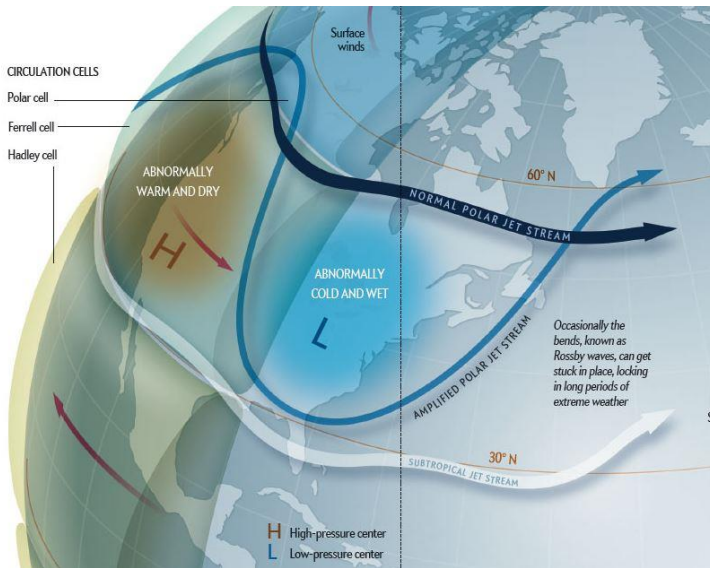 Surface
winds
CIRCULATION CELLS
Polar cell
Ferrell cell
Hadley cell
ABNORMALLY
WARM AND DRY
H
60° N
NORMAL POLAR JET STREAM
ABNORMALLY
COLD AND WET
L
AMPLIFIED POLAR JET STREAM
Occasionally the
bends, known as
Rossby waves, can get
stuck in place, locking
in long periods of
extreme weather
S
30° N
SUBTROPICAL JET STREAM
H High-pressure center
L Low-pressure center